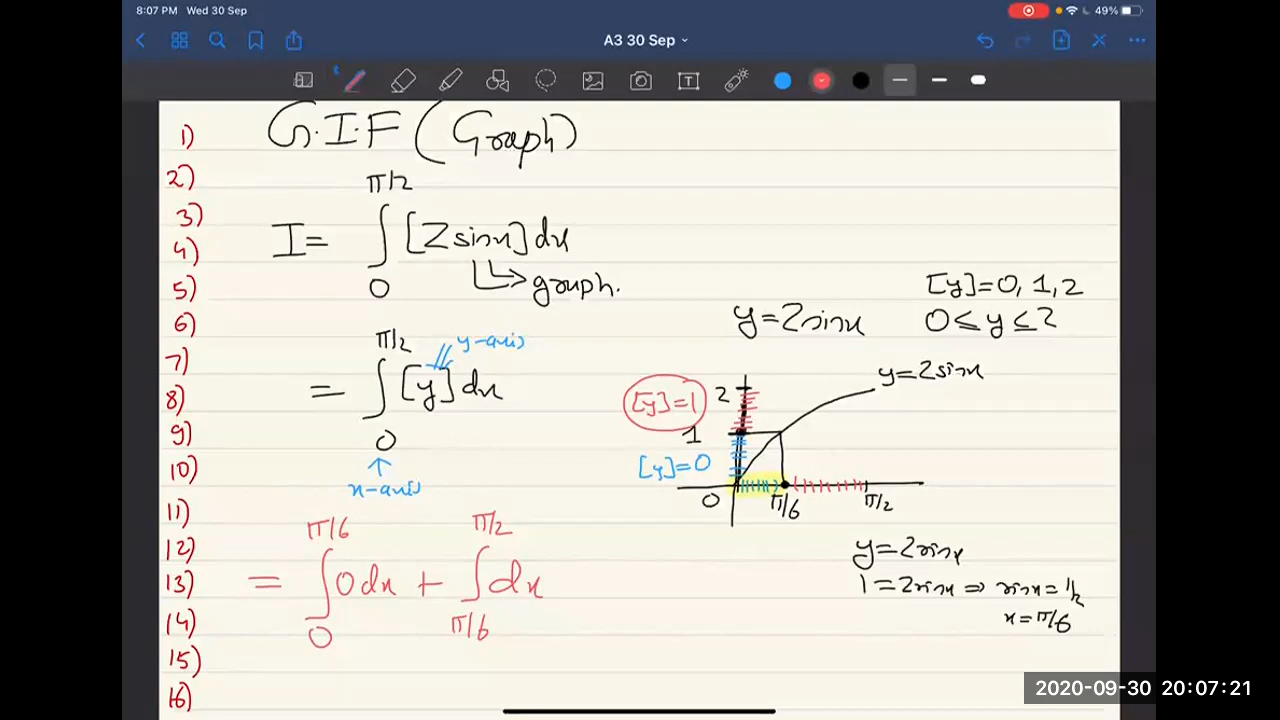 8:07 PM Wed 30 Sep
49%
A3 30 Sep
T
1) G.I.F (Graph)
2) π/2
3)
4) I= ∫ [2sinx]dx
5) 0 graph.
[y]=0, 1, 2
6) y=2sinx 0≤y≤2
7) π/2 y-axis
8) = ∫ [y]dx
9) 0
10) x-axis
y=2sinx
[y]=1 2
1
[y]=0
0 π/6 π/2
11) π/6 π/2
12)
13) = ∫ 0dx + ∫ dx
14) 0 π/6
y=2sinx
1=2sinx ⇒ sinx=1/2
x=π/6
15)
16)
2020-09-30 20:07:21